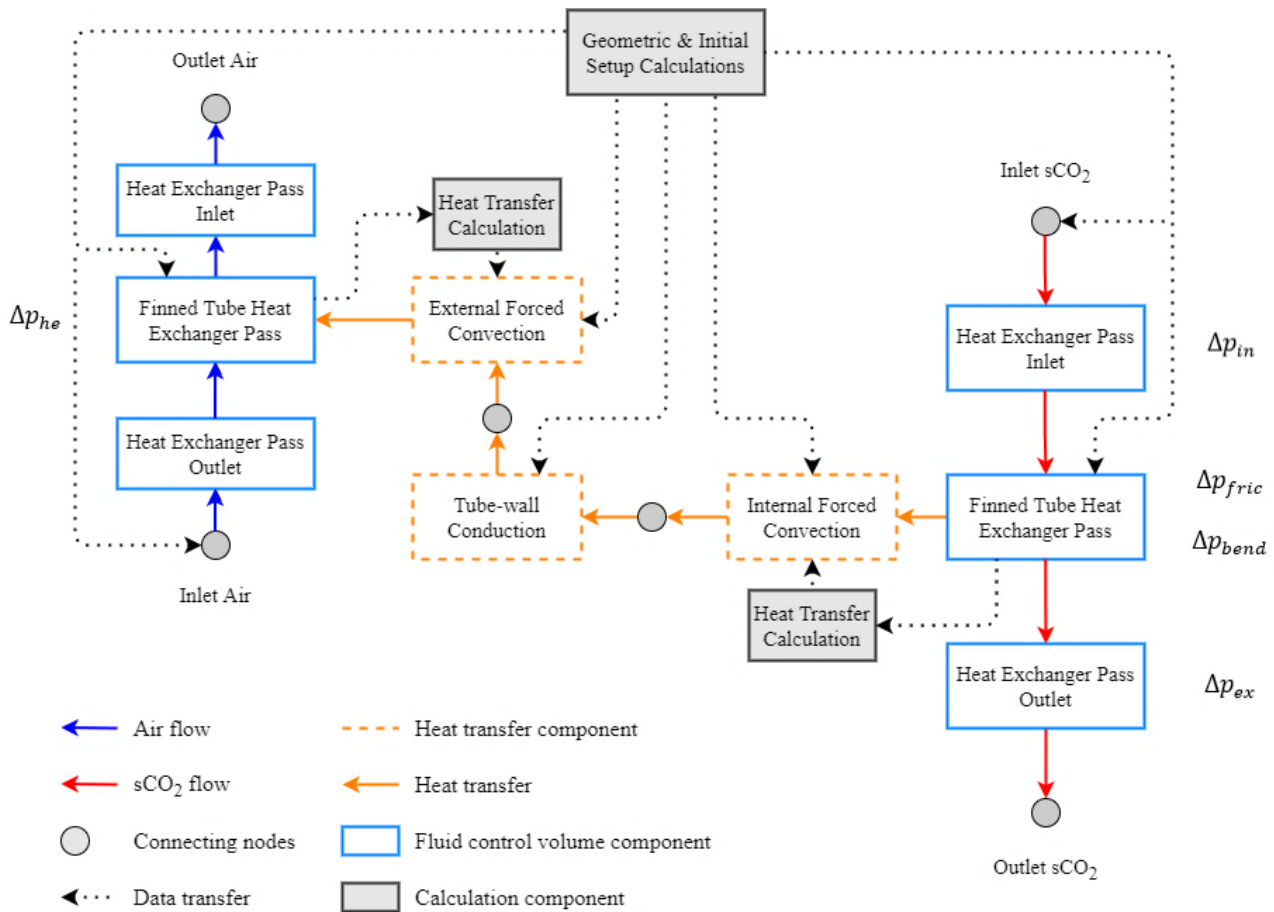 Geometric & Initial
Setup Calculations
Outlet Air
Heat Exchanger Pass
Inlet
Heat Transfer
Calculation
Inlet sCO₂
Δp_he
Finned Tube Heat
Exchanger Pass
External Forced
Convection
Heat Exchanger Pass
Inlet
Δp_in
Heat Exchanger Pass
Outlet
Tube-wall
Conduction
Internal Forced
Convection
Finned Tube Heat
Exchanger Pass
Δp_fric
Δp_bend
Inlet Air
Heat Transfer
Calculation
Heat Exchanger Pass
Outlet
Δp_ex
Air flow
Heat transfer component
sCO₂ flow
Heat transfer
Connecting nodes
Fluid control volume component
Data transfer
Calculation component
Outlet sCO₂